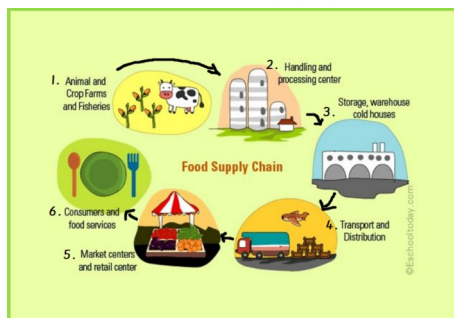 1. Animal and
Crop Farms
and Fisheries
2. Handling and
processing center
3. Storage, warehouse
cold houses
Food Supply Chain
4. Transport and
Distribution
5. Market centers
and retail center
6. Consumers and
food services
©Eschooltoday.com